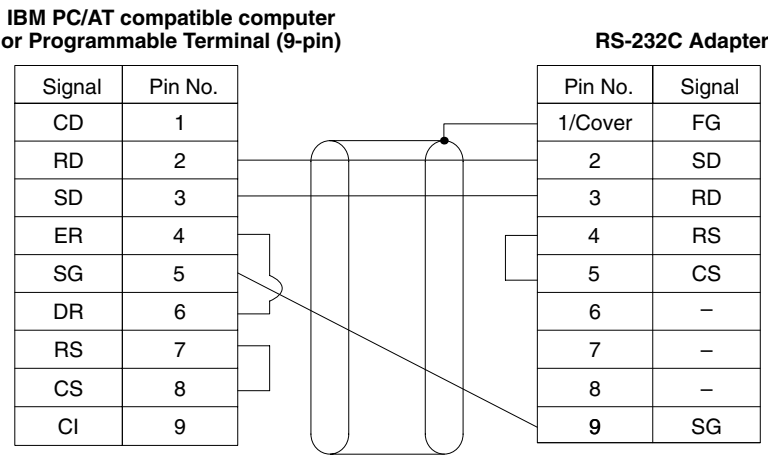 IBM PC/AT compatible computer
or Programmable Terminal (9-pin)
RS-232C Adapter
Signal Pin No. Pin No. Signal
CD 1 1/Cover FG
RD 2 2 SD
SD 3 3 RD
ER 4 4 RS
SG 5 5 CS
DR 6 6 –
RS 7 7 –
CS 8 8 –
CI 9 9 SG